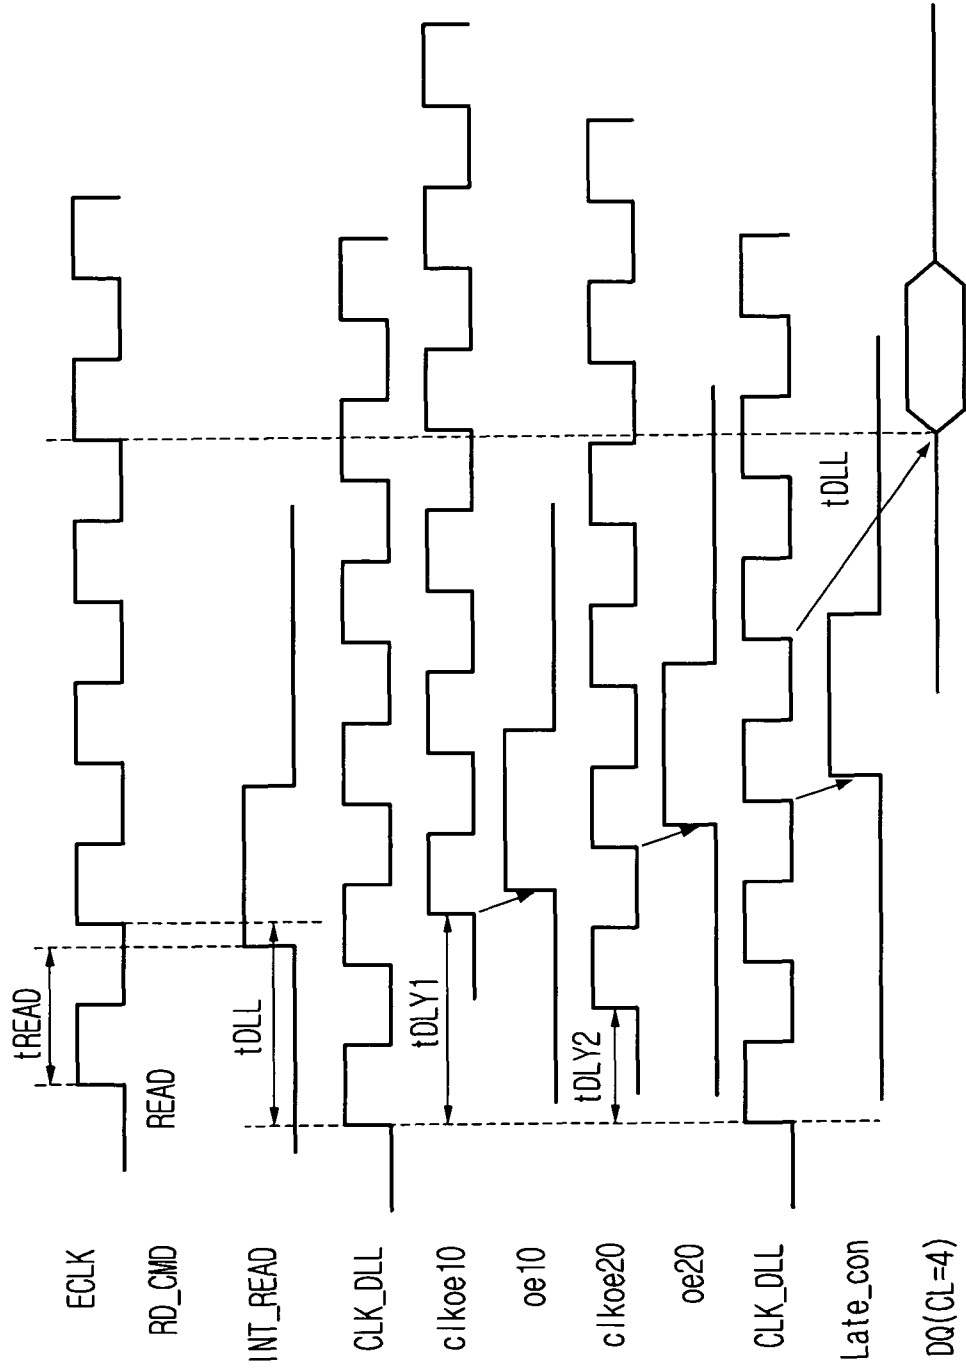 ECLK
tREAD
RD_CMD
READ
INT_READ
tDLL
CLK_DLL
clkoe10
tDLY1
oe10
clkoe20
tDLY2
oe20
CLK_DLL
tDLL
Late_con
DQ(CL=4)